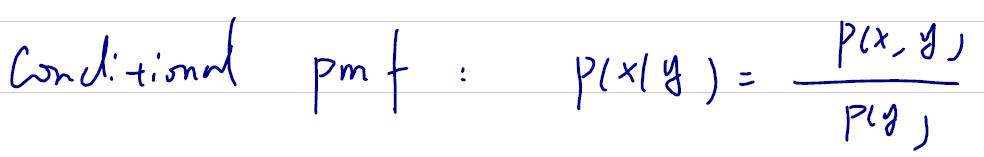 Conditional pmf : p(x|y) = p(x,y) / p(y)